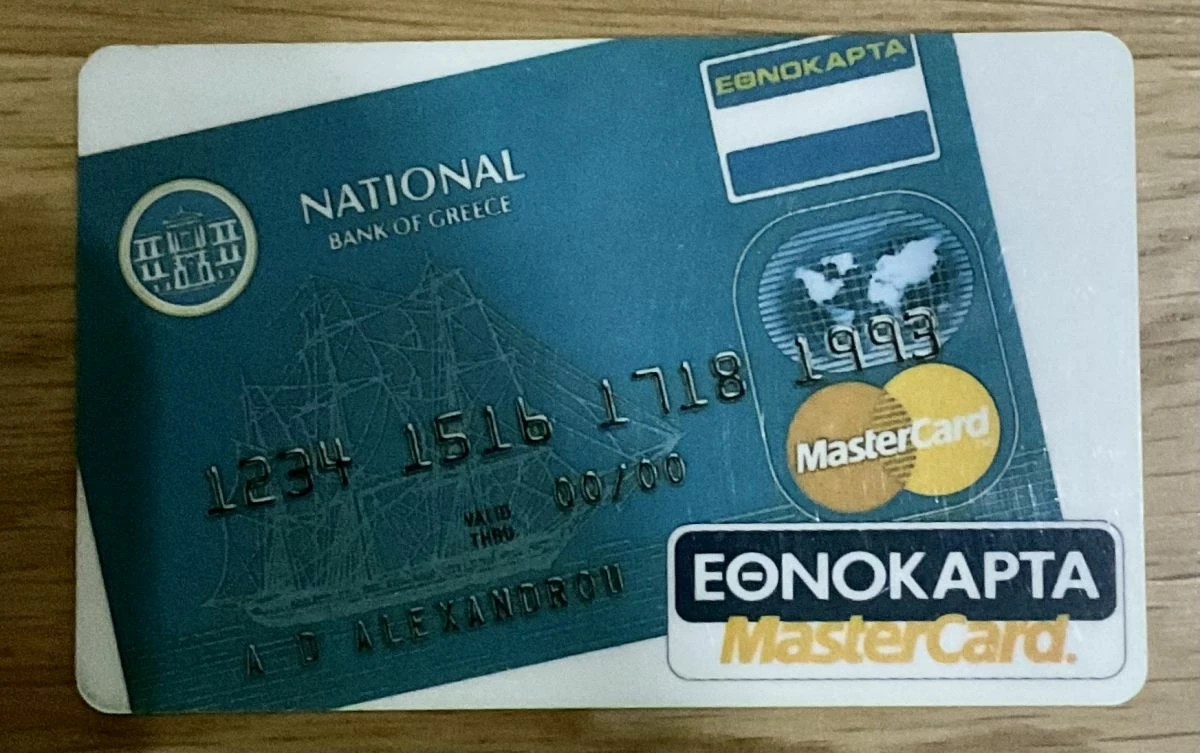 ΕΘΝΟΚΑΡΤΑ
NATIONAL
BANK OF GREECE
1234 1516 1718 1993
MasterCard
VALID
THRU
00/00
A D ALEXANDROU
ΕΘΝΟΚΑΡΤΑ
MasterCard.